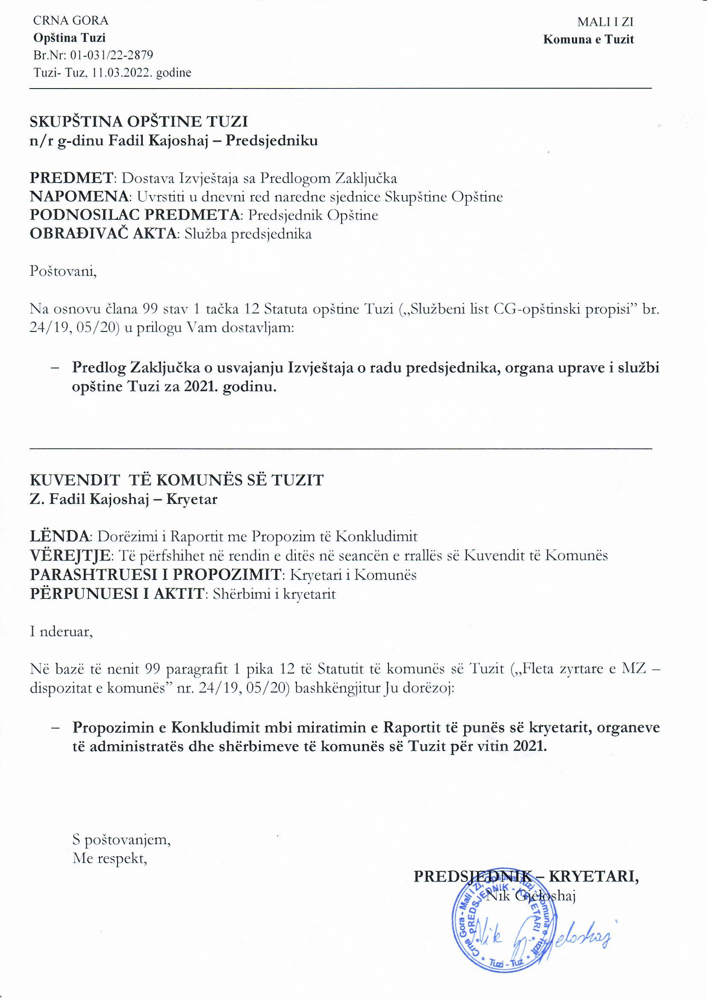 CRNA GORA
Opština Tuzi
Br.Nr: 01-031/22-2879
Tuzi- Tuz, 11.03.2022. godine
MALI I ZI
Komuna e Tuzit
SKUPŠTINA OPŠTINE TUZI
n/r g-dinu Fadil Kajoshaj – Predsjedniku
PREDMET: Dostava Izvještaja sa Predlogom Zaključka
NAPOMENA: Uvrstiti u dnevni red naredne sjednice Skupštine Opštine
PODNOSILAC PREDMETA: Predsjednik Opštine
OBRAĐIVAČ AKTA: Služba predsjednika
Poštovani,
Na osnovu člana 99 stav 1 tačka 12 Statuta opštine Tuzi („Službeni list CG-opštinski propisi” br.
24/19, 05/20) u prilogu Vam dostavljam:
– Predlog Zaključka o usvajanju Izvještaja o radu predsjednika, organa uprave i službi
opštine Tuzi za 2021. godinu.
KUVENDIT TË KOMUNËS SË TUZIT
Z. Fadil Kajoshaj – Kryetar
LËNDA: Dorëzimi i Raportit me Propozim të Konkludimit
VËREJTJE: Të përfshihet në rendin e ditës në seancën e rrallës së Kuvendit të Komunës
PARASHTRUESI I PROPOZIMIT: Kryetari i Komunës
PËRPUNUESI I AKTIT: Shërbimi i kryetarit
I nderuar,
Në bazë të nenit 99 paragrafit 1 pika 12 të Statutit të komunës së Tuzit („Fleta zyrtare e MZ –
dispozitat e komunës” nr. 24/19, 05/20) bashkëngjitur Ju dorëzoj:
– Propozimin e Konkludimit mbi miratimin e Raportit të punës së kryetarit, organeve
të administratës dhe shërbimeve të komunës së Tuzit për vitin 2021.
S poštovanjem,
Me respekt,
PREDSJEDNIK – KRYETARI,
Nik Gjeloshaj
Crna Gora - Mali i Zi, Opština Tuzi - Komuna e Tuzit
PREDSJEDNIK - KRYETARI
* Tuzi - Tuz *
Nik Gjeloshaj